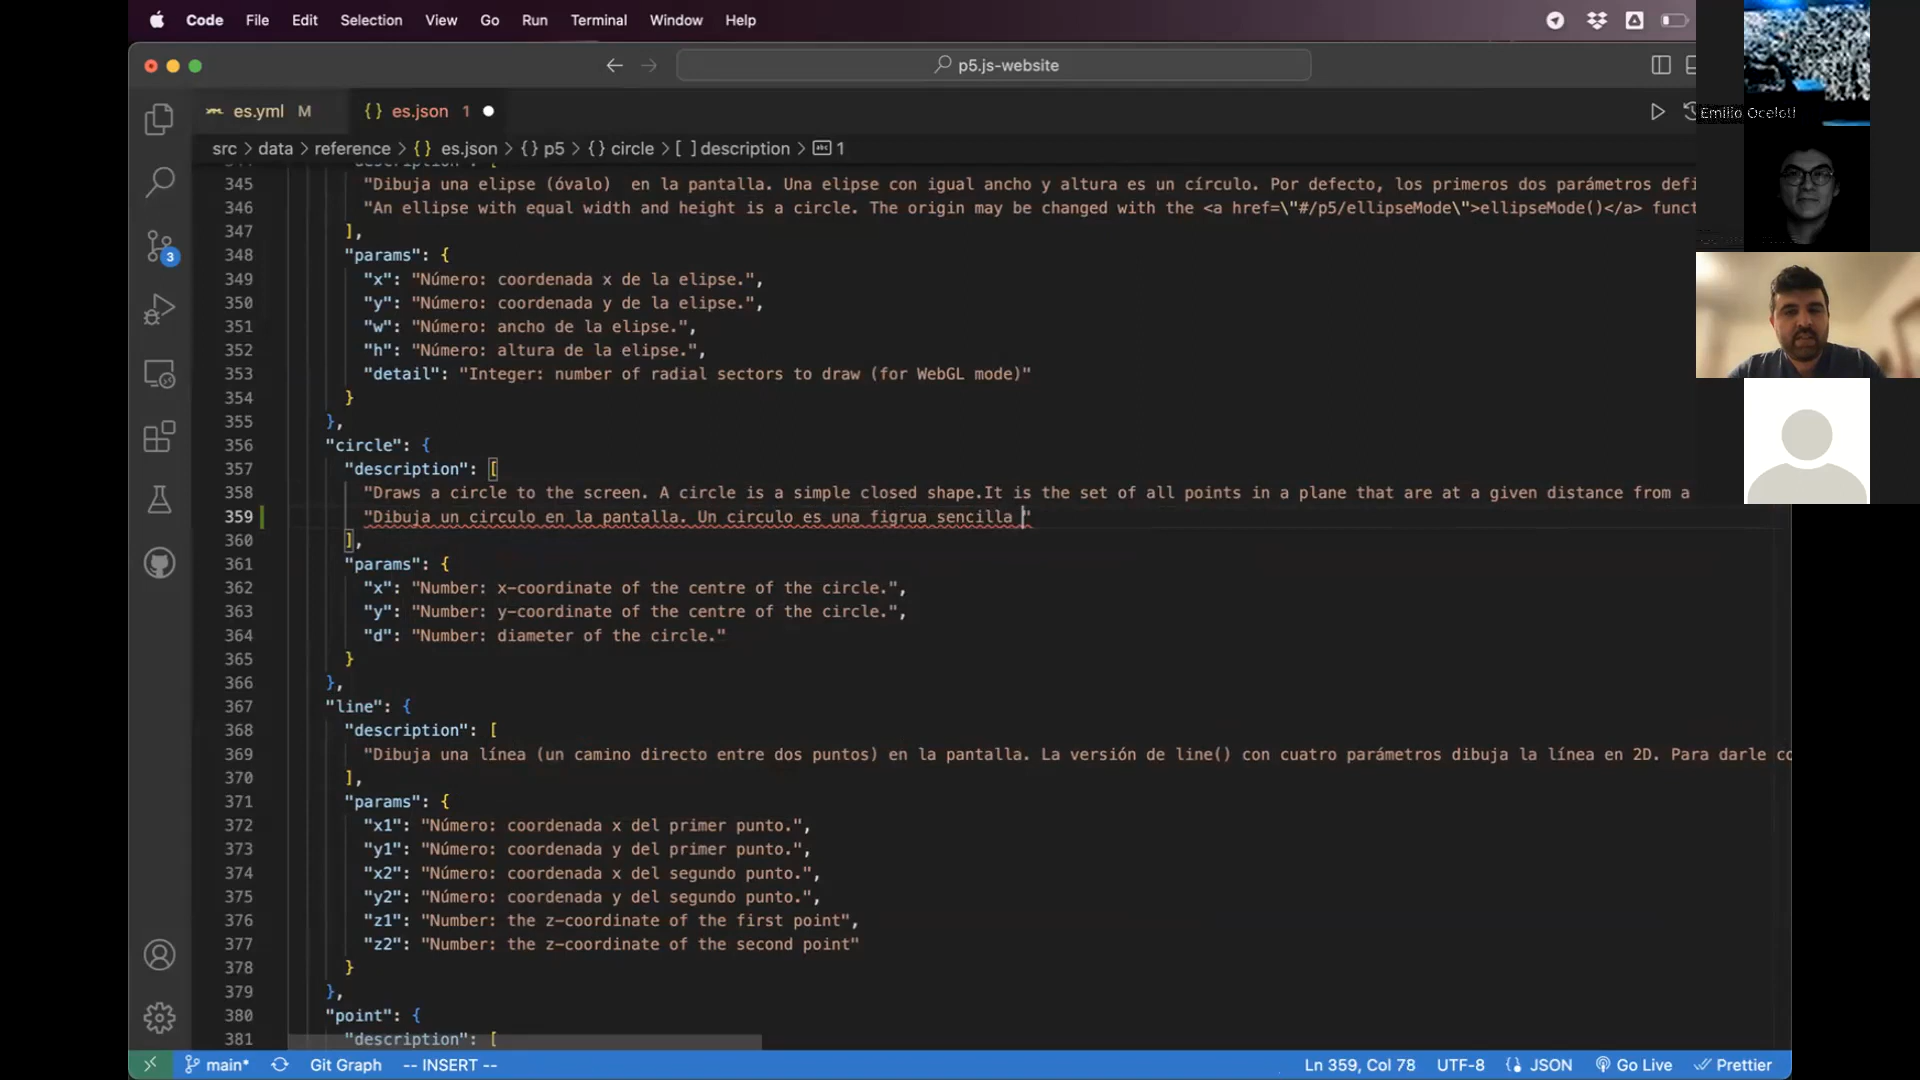 Code File Edit Selection View Go Run Terminal Window Help
p5.js-website
es.yml M {} es.json 1
Emilio Ocelotl
src > data > reference > {} es.json > {} p5 > {} circle > [ ] description > abc 1
345 "Dibuja una elipse (óvalo)  en la pantalla. Una elipse con igual ancho y altura es un círculo. Por defecto, los primeros dos parámetros defi
346 "An ellipse with equal width and height is a circle. The origin may be changed with the <a href=\"#/p5/ellipseMode\">ellipseMode()</a> funct
347 ],
348 "params": {
349 "x": "Número: coordenada x de la elipse.",
350 "y": "Número: coordenada y de la elipse.",
351 "w": "Número: ancho de la elipse.",
352 "h": "Número: altura de la elipse.",
353 "detail": "Integer: number of radial sectors to draw (for WebGL mode)"
354 }
355 },
356 "circle": {
357 "description": [
358 "Draws a circle to the screen. A circle is a simple closed shape.It is the set of all points in a plane that are at a given distance from a
359 "Dibuja un circulo en la pantalla. Un circulo es una figrua sencilla "
360 ],
361 "params": {
362 "x": "Number: x-coordinate of the centre of the circle.",
363 "y": "Number: y-coordinate of the centre of the circle.",
364 "d": "Number: diameter of the circle."
365 }
366 },
367 "line": {
368 "description": [
369 "Dibuja una línea (un camino directo entre dos puntos) en la pantalla. La versión de line() con cuatro parámetros dibuja la línea en 2D. Para darle co
370 ],
371 "params": {
372 "x1": "Número: coordenada x del primer punto.",
373 "y1": "Número: coordenada y del primer punto.",
374 "x2": "Número: coordenada x del segundo punto.",
375 "y2": "Número: coordenada y del segundo punto.",
376 "z1": "Number: the z-coordinate of the first point",
377 "z2": "Number: the z-coordinate of the second point"
378 }
379 },
380 "point": {
381 "description": [
3
main* Git Graph -- INSERT -- Ln 359, Col 78 UTF-8 {} JSON Go Live Prettier